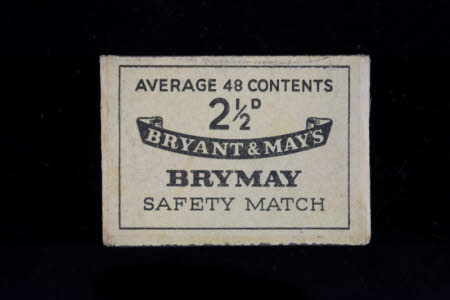 AVERAGE 48 CONTENTS
2½D
BRYANT & MAY'S
BRYMAY
SAFETY MATCH